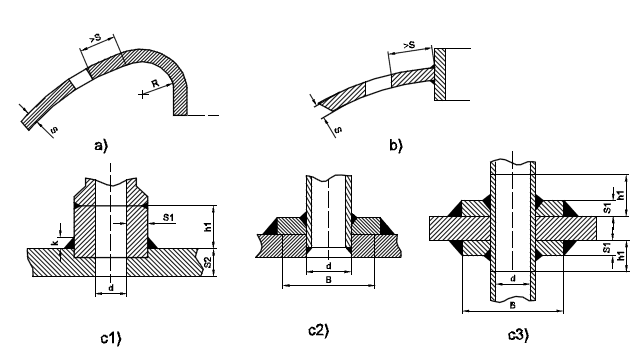 >S
R
S
a)
>S
S
b)
k
S1
h1
S2
d
c1)
d
B
c2)
S1
h1
S1
h1
d
B
c3)